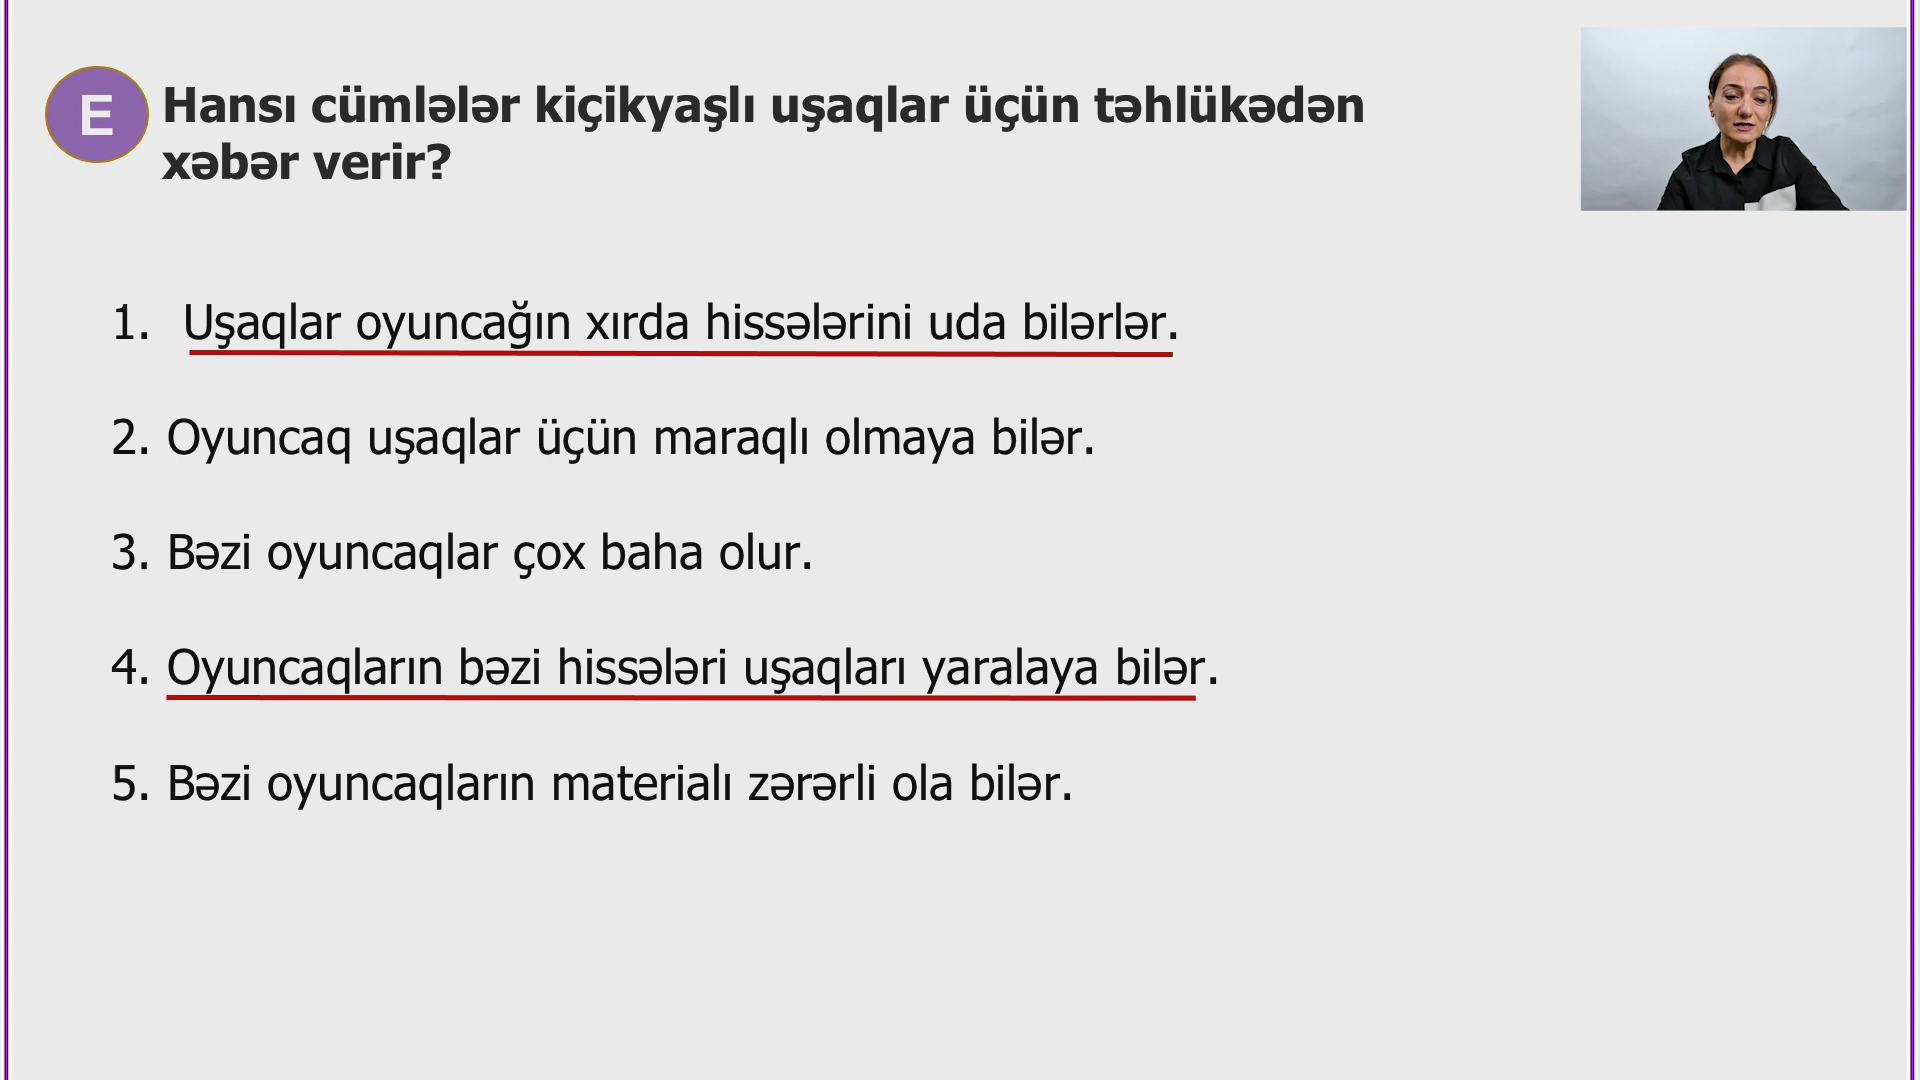 E
Hansı cümlələr kiçikyaşlı uşaqlar üçün təhlükədən
xəbər verir?
1. Uşaqlar oyuncağın xırda hissələrini uda bilərlər.
2. Oyuncaq uşaqlar üçün maraqlı olmaya bilər.
3. Bəzi oyuncaqlar çox baha olur.
4. Oyuncaqların bəzi hissələri uşaqları yaralaya bilər.
5. Bəzi oyuncaqların materialı zərərli ola bilər.